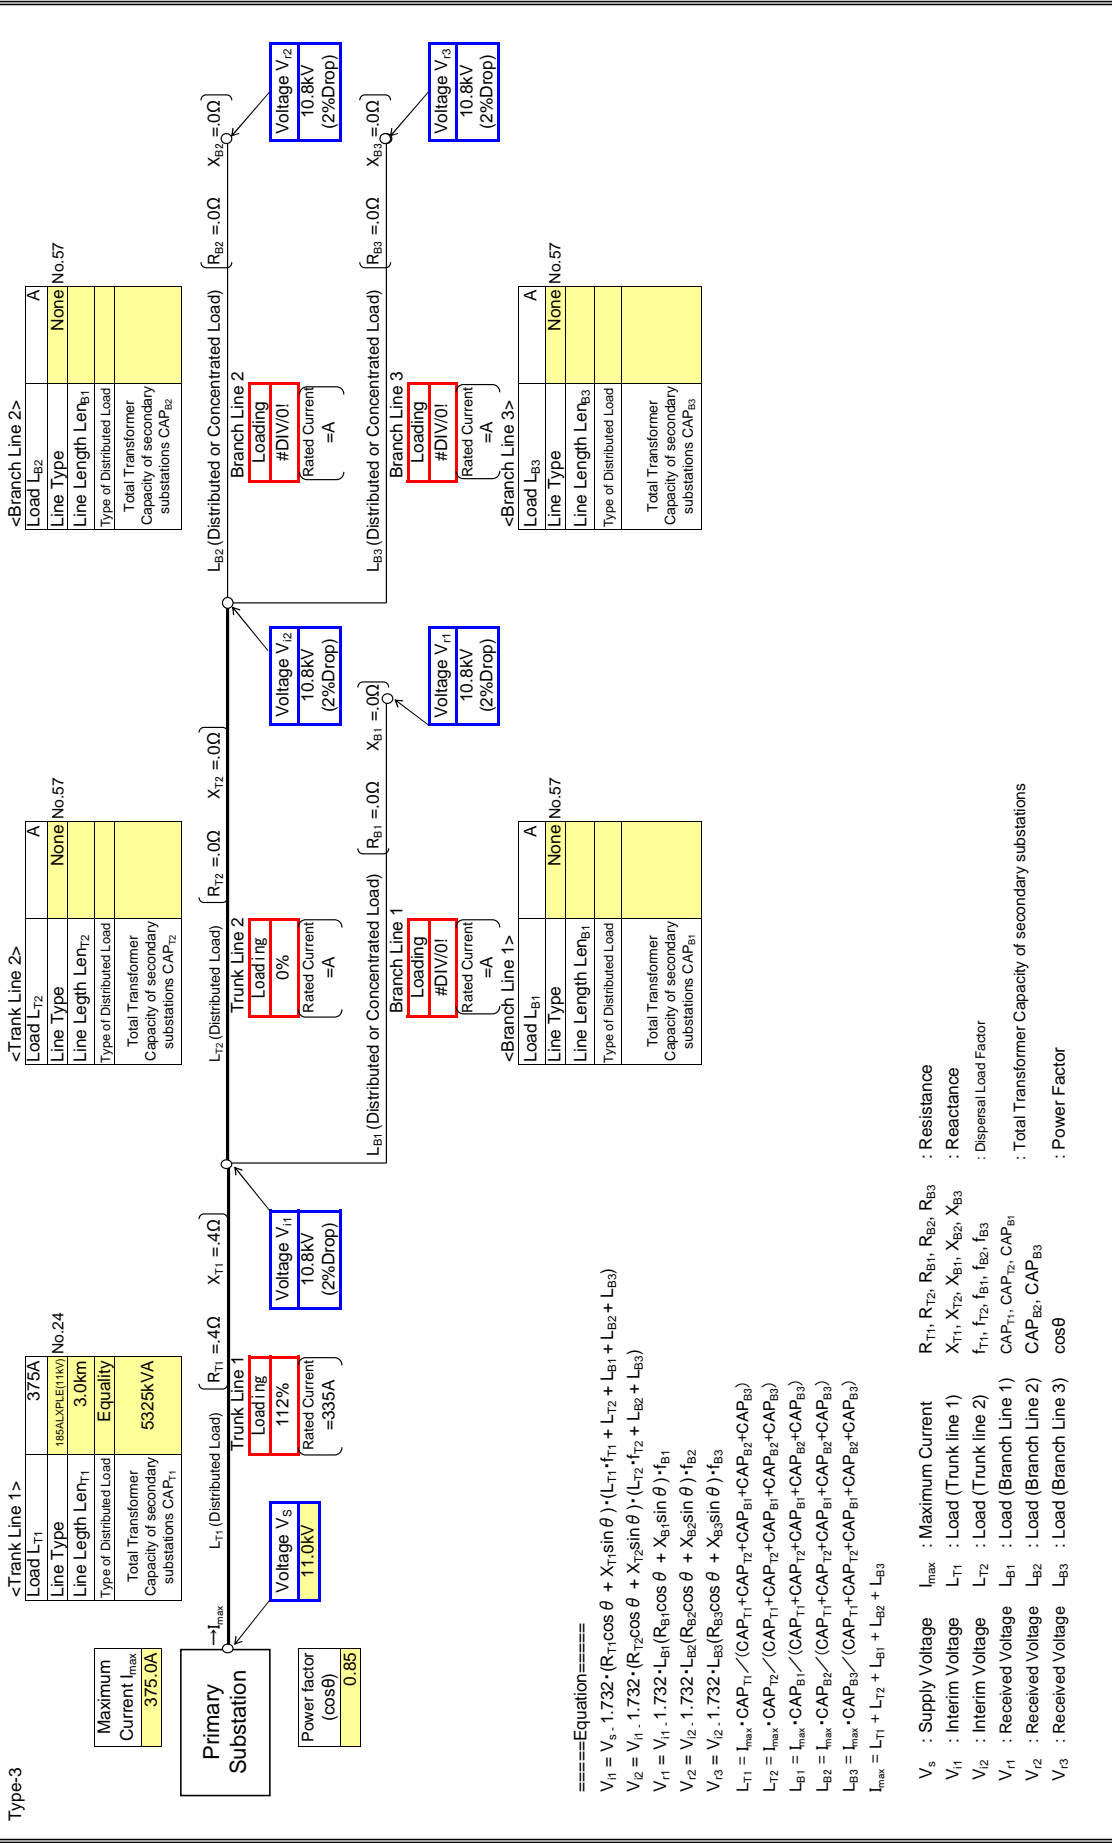 Type-3
Maximum
Current Imax
375.0A
Primary
Substation
Power factor
(cosθ)
0.85
→Imax
Voltage VS
11.0kV
<Trank Line 1>
Load LT1 375A
Line Type 185ALXPLE(11kV) No.24
Line Legth LenT1 3.0km
Type of Distributed Load Equality
Total Transformer
Capacity of secondary
substations CAPT1
5325kVA
LT1 (Distributed Load) RT1 =.4Ω XT1 =.4Ω
Trunk Line 1
Loading
112%
Rated Current
=335A
Voltage Vi1
10.8kV
(2%Drop)
<Trank Line 2>
Load LT2 A
Line Type None No.57
Line Length LenT2
Type of Distributed Load
Total Transformer
Capacity of secondary
substations CAPT2
LT2 (Distributed Load) RT2 =.0Ω XT2 =.0Ω
Trunk Line 2
Loading
0%
Rated Current
=A
Voltage Vi2
10.8kV
(2%Drop)
LB1 (Distributed or Concentrated Load) RB1 =.0Ω XB1 =.0Ω
Branch Line 1
Loading
#DIV/0!
Rated Current
=A
Voltage Vr1
10.8kV
(2%Drop)
<Branch Line 1>
Load LB1 A
Line Type None No.57
Line Length LenB1
Type of Distributed Load
Total Transformer
Capacity of secondary
substations CAPB1
<Branch Line 2>
Load LB2 A
Line Type None No.57
Line Length LenB1
Type of Distributed Load
Total Transformer
Capacity of secondary
substations CAPB2
LB2 (Distributed or Concentrated Load) RB2 =.0Ω XB2 =.0Ω
Branch Line 2
Loading
#DIV/0!
Rated Current
=A
Voltage Vr2
10.8kV
(2%Drop)
LB3 (Distributed or Concentrated Load) RB3 =.0Ω XB3 =.0Ω
Branch Line 3
Loading
#DIV/0!
Rated Current
=A
Voltage Vr3
10.8kV
(2%Drop)
<Branch Line 3>
Load LB3 A
Line Type None No.57
Line Length LenB3
Type of Distributed Load
Total Transformer
Capacity of secondary
substations CAPB3
=====Equation=====
Vi1 = Vs - 1.732・(RT1cos θ + XT1sin θ)・(LT1・fT1 + LT2 + LB1 + LB2 + LB3)
Vi2 = Vi1 - 1.732・(RT2cos θ + XT2sin θ)・(LT2・fT2 + LB2 + LB3)
Vr1 = Vi1 - 1.732・LB1(RB1cos θ + XB1sin θ)・fB1
Vr2 = Vi2 - 1.732・LB2(RB2cos θ + XB2sin θ)・fB2
Vr3 = Vi2 - 1.732・LB3(RB3cos θ + XB3sin θ)・fB3
LT1 = Imax・CAPT1／(CAPT1+CAPT2+CAPB1+CAPB2+CAPB3)
LT2 = Imax・CAPT2／(CAPT1+CAPT2+CAPB1+CAPB2+CAPB3)
LB1 = Imax・CAPB1／(CAPT1+CAPT2+CAPB1+CAPB2+CAPB3)
LB2 = Imax・CAPB2／(CAPT1+CAPT2+CAPB1+CAPB2+CAPB3)
LB3 = Imax・CAPB3／(CAPT1+CAPT2+CAPB1+CAPB2+CAPB3)
Imax = LT1 + LT2 + LB1 + LB2 + LB3
Vs : Supply Voltage Imax : Maximum Current RT1, RT2, RB1, RB2, RB3 : Resistance
Vi1 : Interim Voltage LT1 : Load (Trunk line 1) XT1, XT2, XB1, XB2, XB3 : Reactance
Vi2 : Interim Voltage LT2 : Load (Trunk line 2) fT1, fT2, fB1, fB2, fB3 : Dispersal Load Factor
Vr1 : Received Voltage LB1 : Load (Branch Line 1) CAPT1, CAPT2, CAPB1 : Total Transformer Capacity of secondary substations
Vr2 : Received Voltage LB2 : Load (Branch Line 2) CAPB2, CAPB3
Vr3 : Received Voltage LB3 : Load (Branch Line 3) cosθ : Power Factor